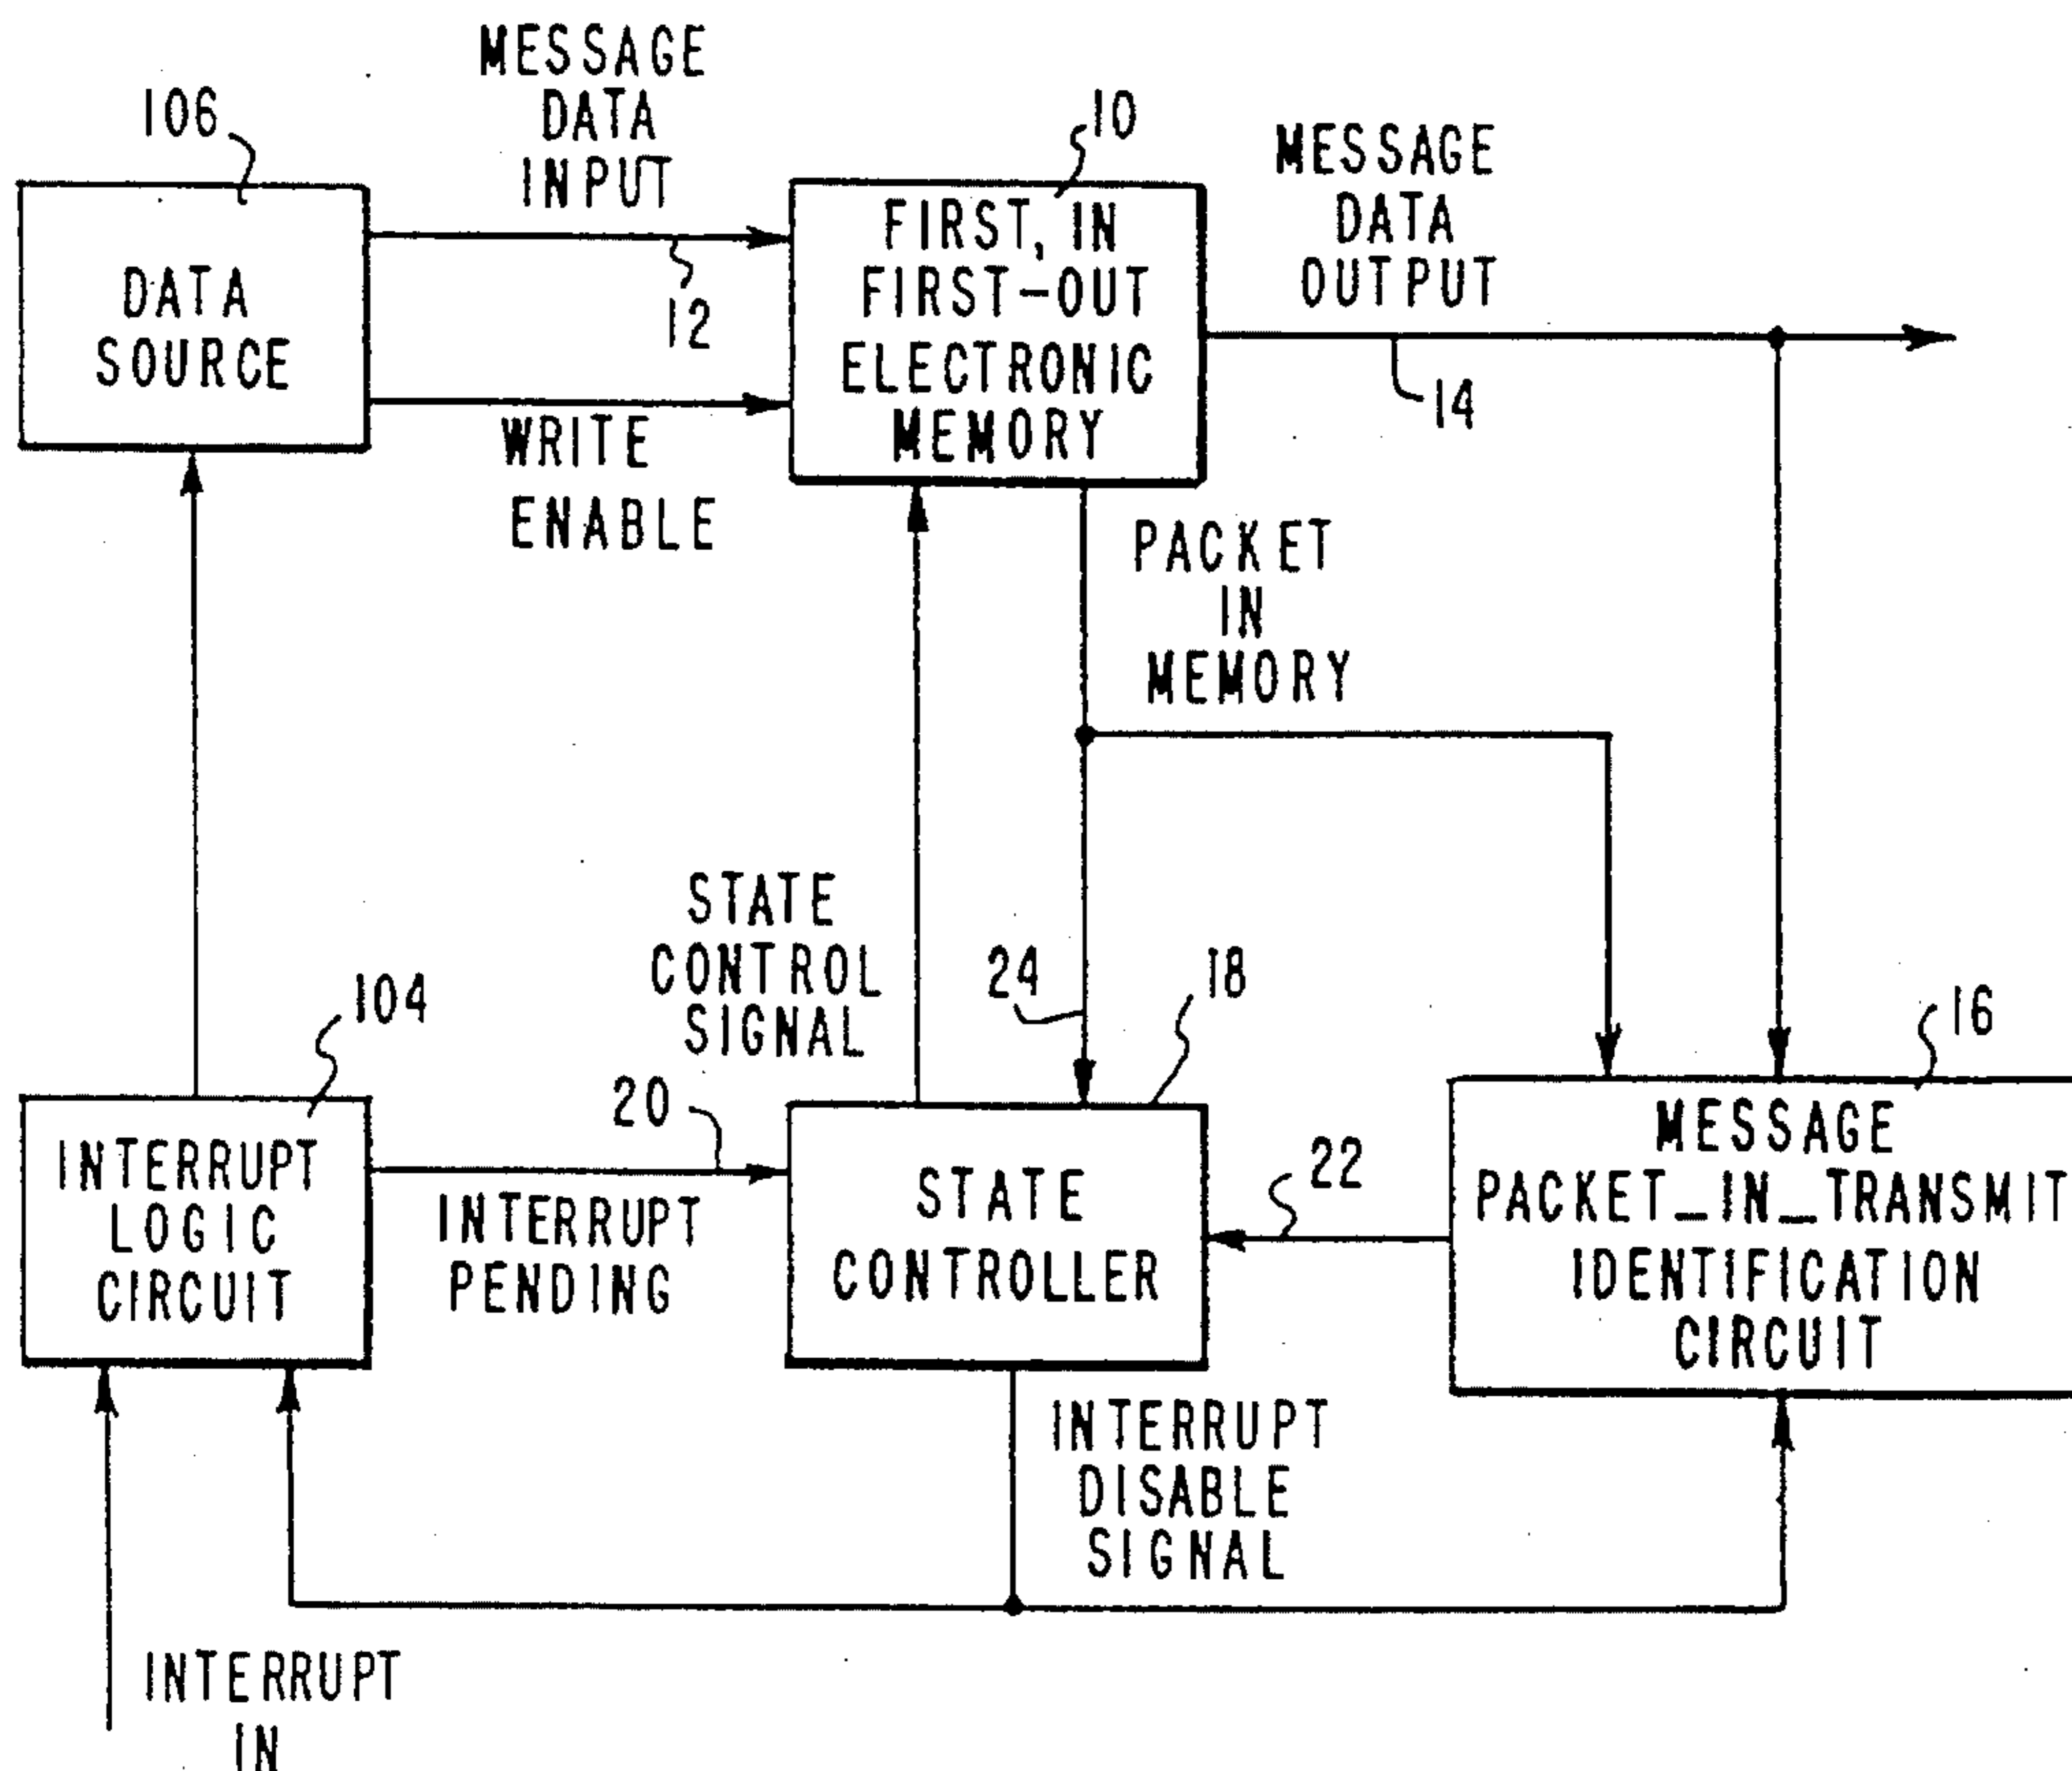 106
MESSAGE
DATA
INPUT
10
MESSAGE
DATA
OUTPUT
DATA
SOURCE
12
FIRST, IN
FIRST-OUT
ELECTRONIC
MEMORY
14
WRITE
ENABLE
PACKET
IN
MEMORY
STATE
CONTROL
SIGNAL
24
18
16
104
20
INTERRUPT
LOGIC
CIRCUIT
INTERRUPT
PENDING
STATE
CONTROLLER
22
MESSAGE
PACKET_IN_TRANSMIT
IDENTIFICATION
CIRCUIT
INTERRUPT
DISABLE
SIGNAL
INTERRUPT
IN